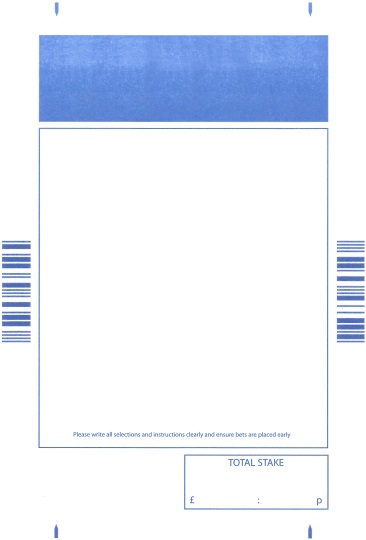 Please write all selections and instructions clearly and ensure bets are placed early
TOTAL STAKE
£ : p